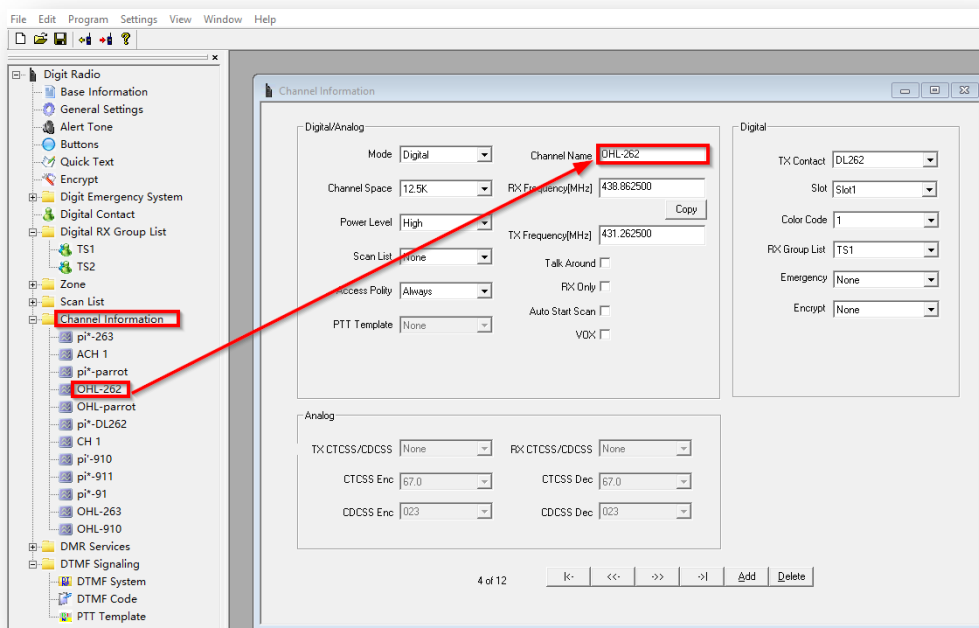 File Edit Program Settings View Window Help
Digit Radio
Base Information
General Settings
Alert Tone
Buttons
Quick Text
Encrypt
Digit Emergency System
Digital Contact
Digital RX Group List
TS1
TS2
Zone
Scan List
Channel Information
pi*-263
ACH 1
pi*-parrot
OHL-262
OHL-parrot
pi*-DL262
CH 1
pi'-910
pi*-911
pi*-91
OHL-263
OHL-910
DMR Services
DTMF Signaling
DTMF System
DTMF Code
PTT Template
Channel Information
Digital/Analog
Mode Digital
Channel Space 12.5K
Power Level High
Scan List None
Access Polity Always
PTT Template None
Channel Name OHL-262
RX Frequency[MHz] 438.862500
Copy
TX Frequency[MHz] 431.262500
Talk Around
RX Only
Auto Start Scan
VOX
Digital
TX Contact DL262
Slot Slot1
Color Code 1
RX Group List TS1
Emergency None
Encrypt None
Analog
TX CTCSS/CDCSS None RX CTCSS/CDCSS None
CTCSS Enc 67.0 CTCSS Dec 67.0
CDCSS Enc 023 CDCSS Dec 023
4 of 12 |<- <<- ->> ->| Add Delete